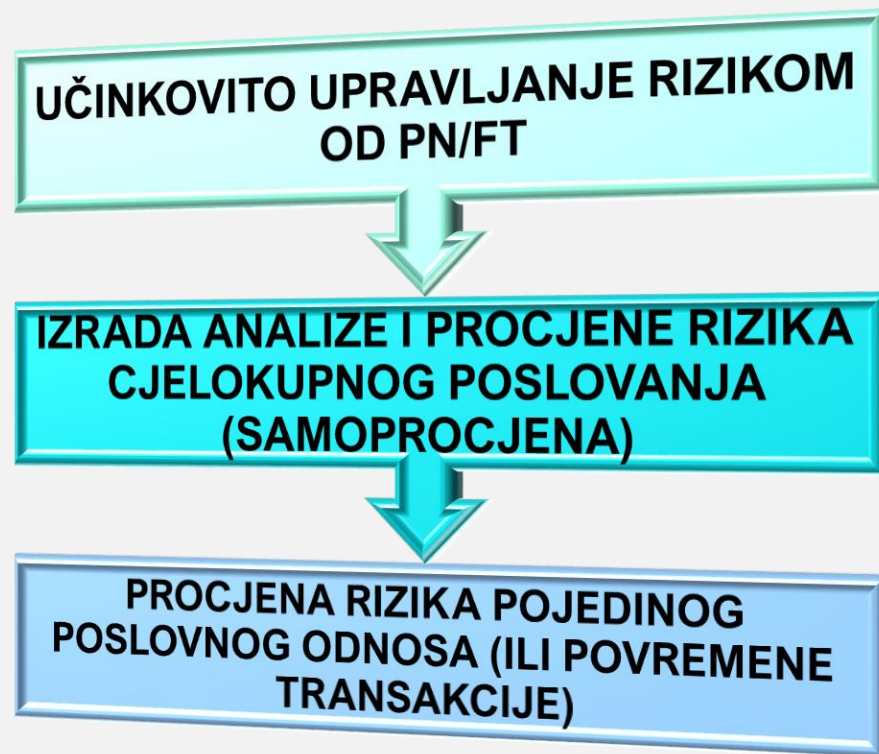 UČINKOVITO UPRAVLJANJE RIZIKOM
OD PN/FT
IZRADA ANALIZE I PROCJENE RIZIKA
CJELOKUPNOG POSLOVANJA
(SAMOPROCJENA)
PROCJENA RIZIKA POJEDINOG
POSLOVNOG ODNOSA (ILI POVREMENE
TRANSAKCIJE)